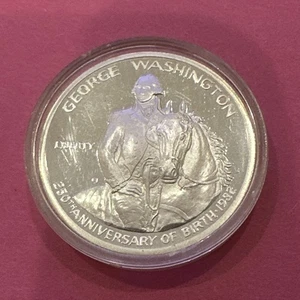 GEORGE WASHINGTON
LIBERTY
250TH ANNIVERSARY OF BIRTH 1982